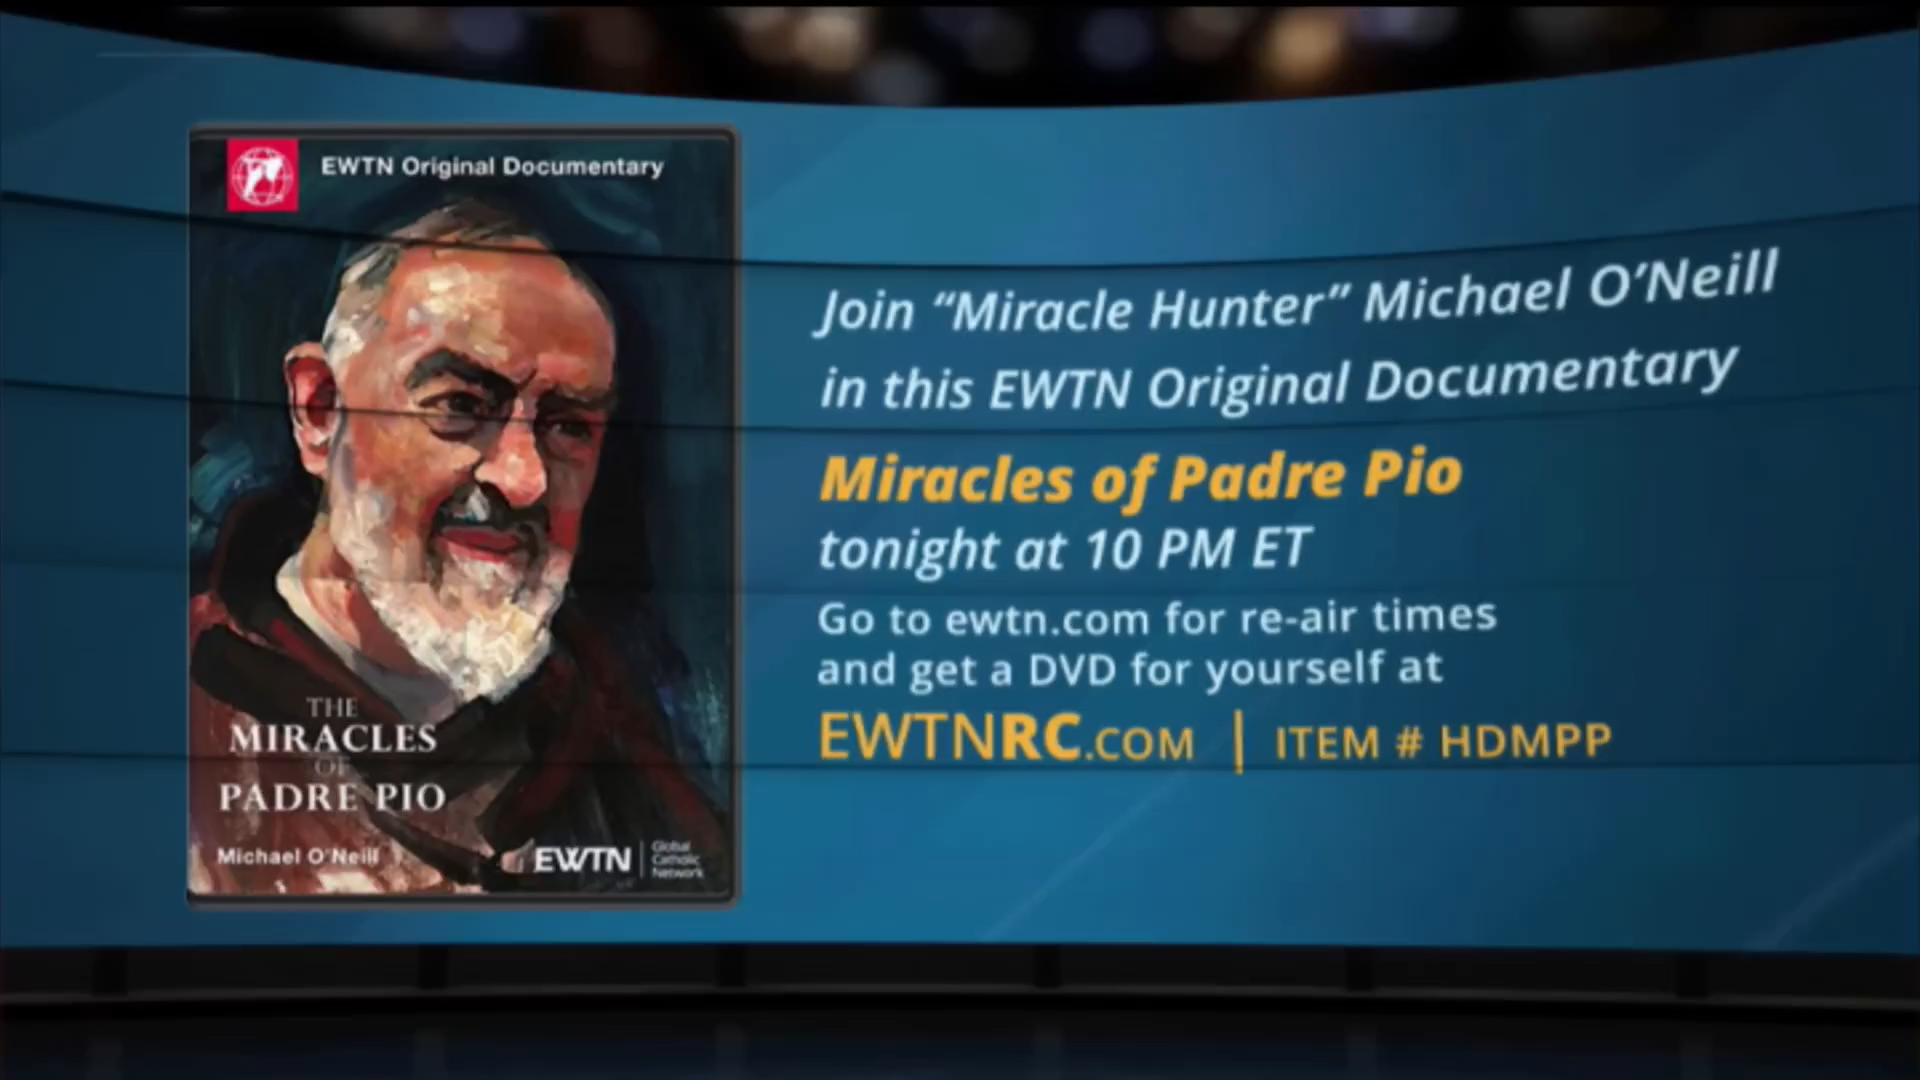 EWTN Original Documentary
THE
MIRACLES
OF
PADRE PIO
Michael O'Neill
EWTN
Global
Catholic
Network
Join “Miracle Hunter” Michael O’Neill
in this EWTN Original Documentary
Miracles of Padre Pio
tonight at 10 PM ET
Go to ewtn.com for re-air times
and get a DVD for yourself at
EWTNRC.COM | ITEM # HDMPP